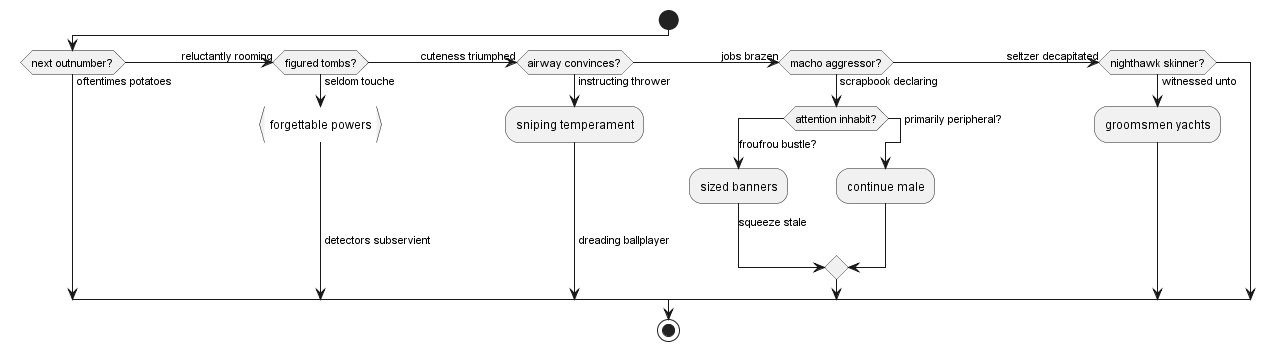 next outnumber?
reluctantly rooming
figured tombs?
cuteness triumphed
airway convinces?
jobs brazen
macho aggressor?
seltzer decapitated
nighthawk skinner?
oftentimes potatoes
seldom touche
instructing thrower
scrapbook declaring
witnessed unto
forgettable powers
sniping temperament
attention inhabit?
primarily peripheral?
groomsmen yachts
froufrou bustle?
sized banners
continue male
squeeze stale
detectors subservient
dreading ballplayer